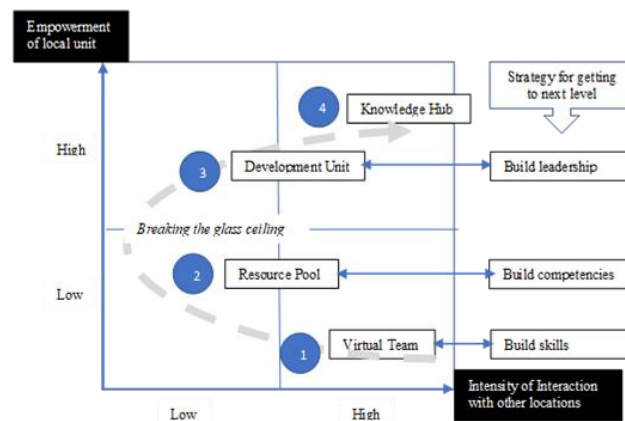 Empowerment
of local unit
Strategy for getting
to next level
4
Knowledge Hub
High
3
Development Unit
Build leadership
Breaking the glass ceiling
2
Resource Pool
Build competencies
Low
1
Virtual Team
Build skills
Intensity of Interaction
with other locations
Low
High